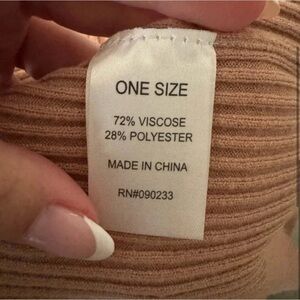 ONE SIZE
72% VISCOSE
28% POLYESTER
MADE IN CHINA
RN#090233